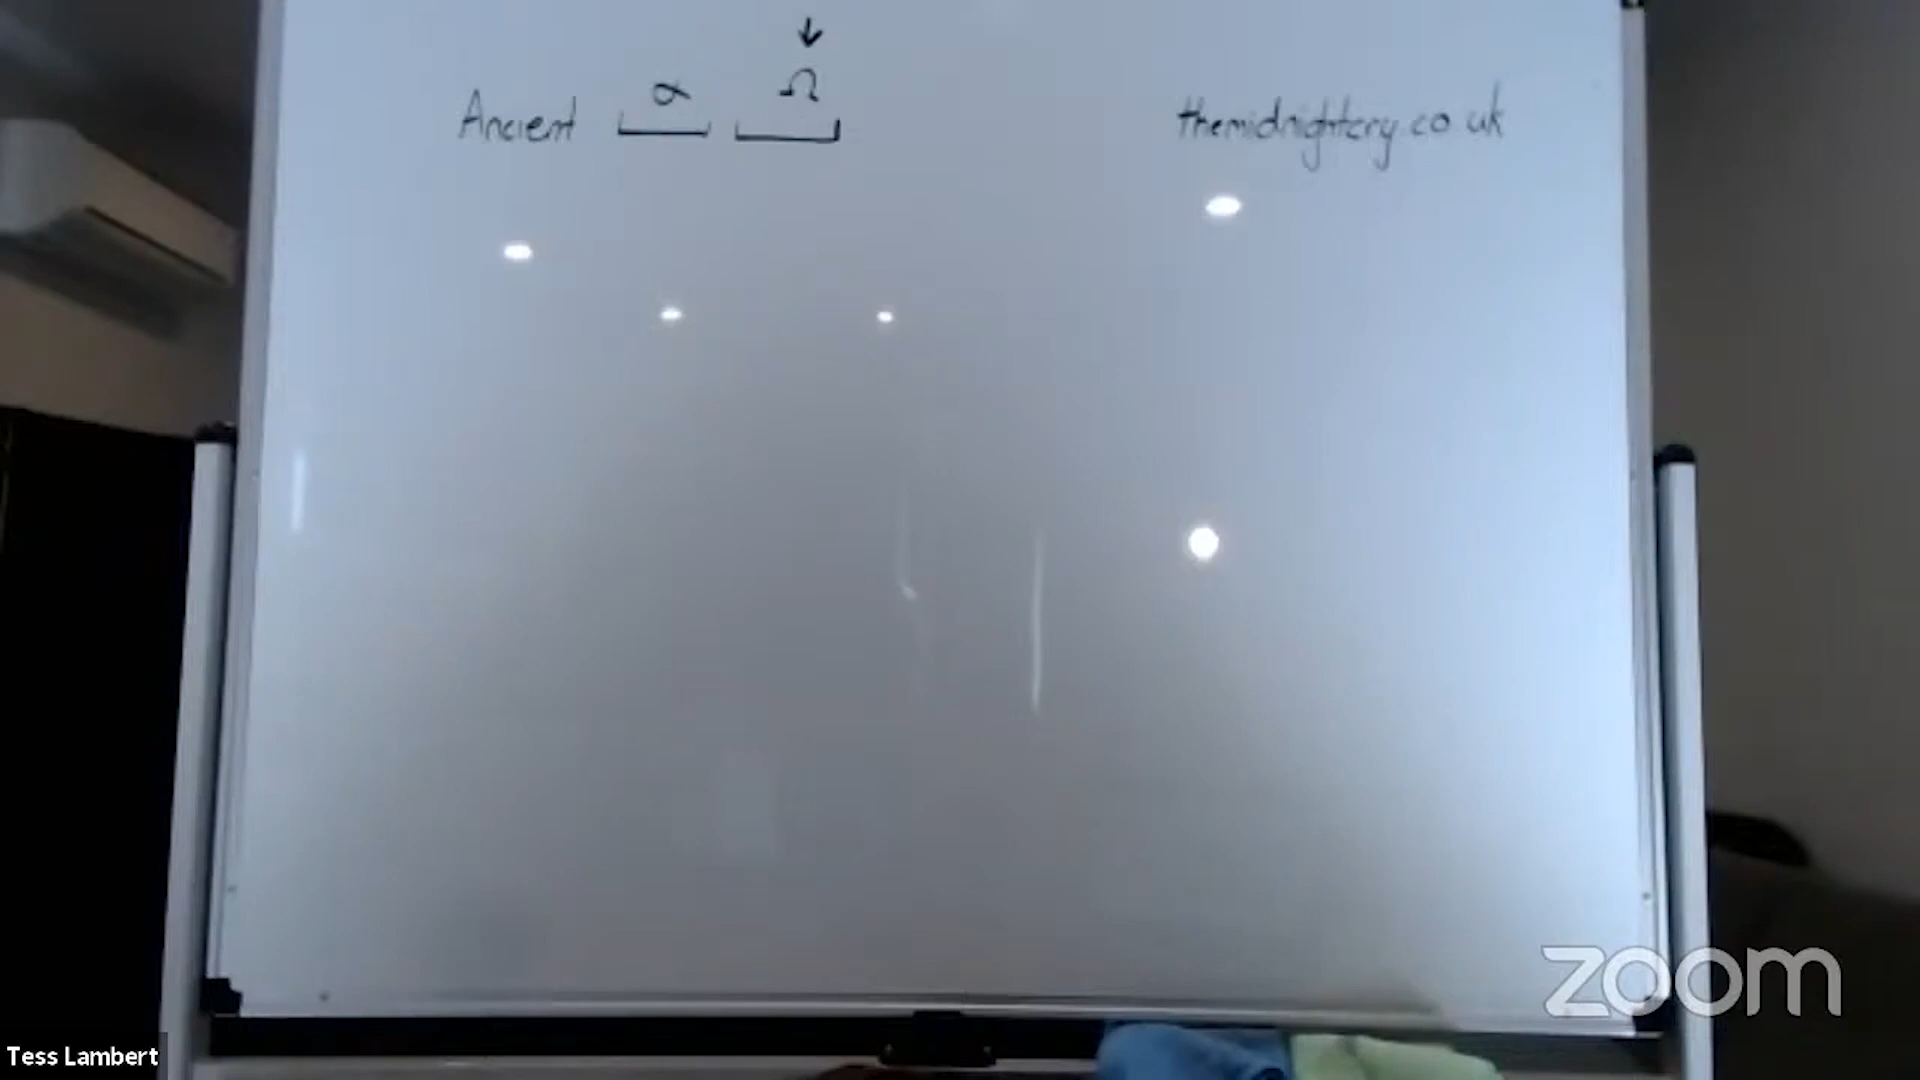 ↓
α Ω
Ancient
themidnightcry.co uk
zoom
Tess Lambert